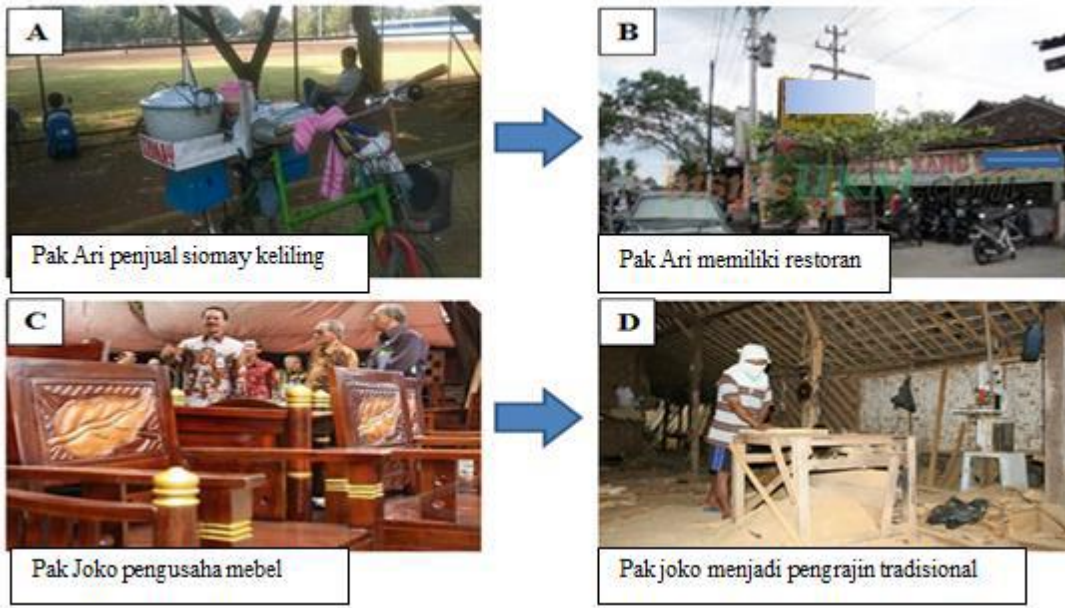 A
B
Pak Ari penjual siomay keliling
Pak Ari memiliki restoran
C
D
Pak Joko pengusaha mebel
Pak joko menjadi pengrajin tradisional